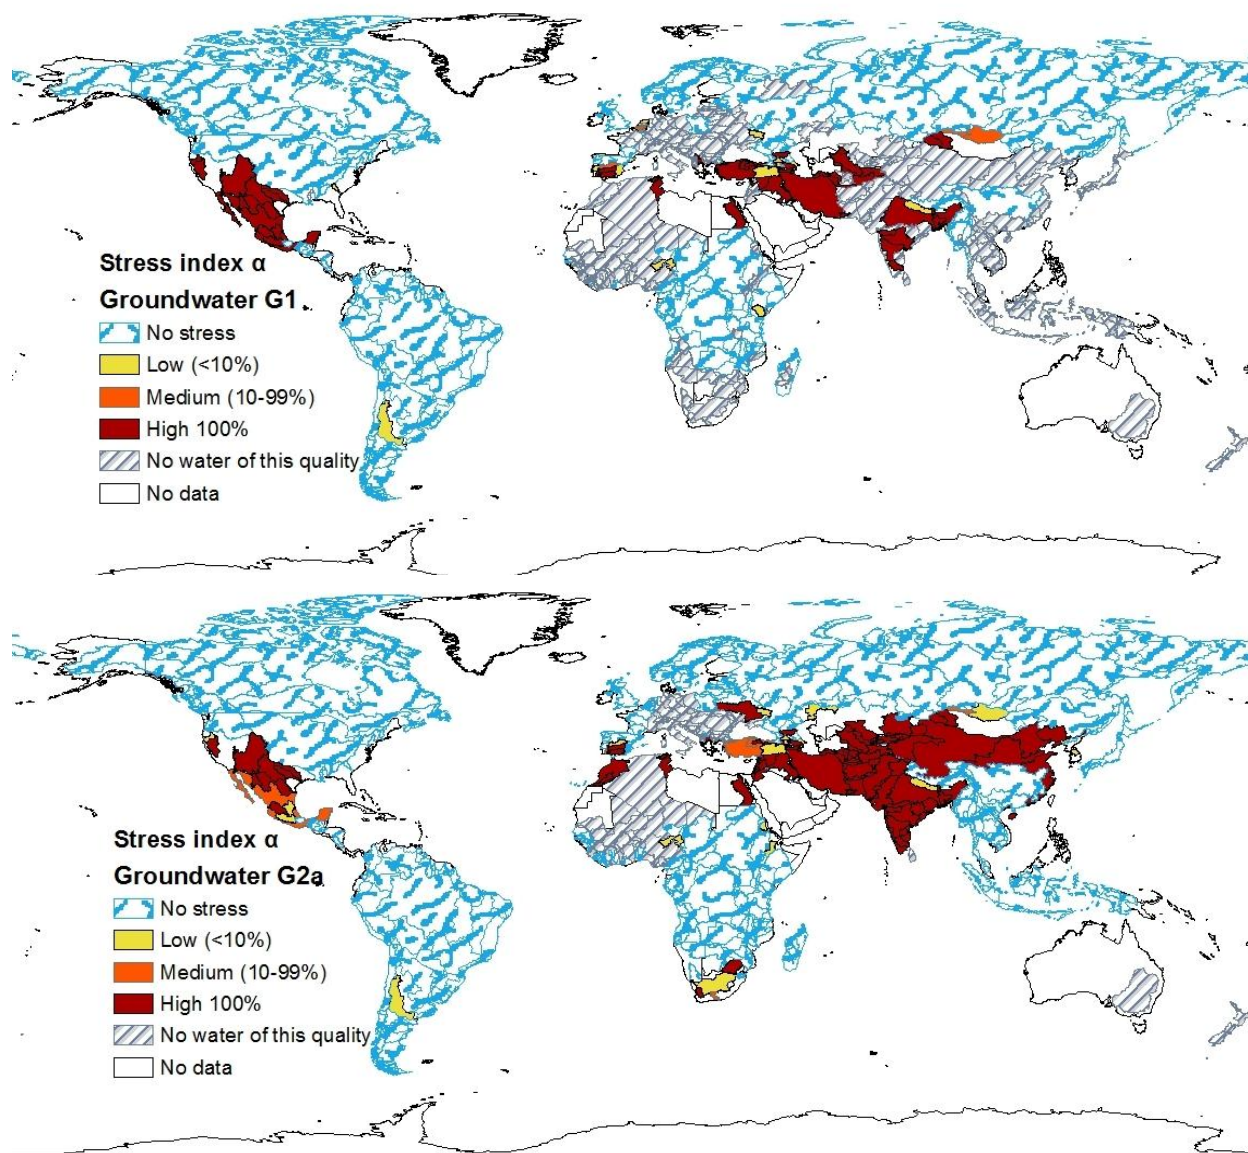 Stress index α
Groundwater G1
No stress
Low (<10%)
Medium (10-99%)
High 100%
No water of this quality
No data
Stress index α
Groundwater G2a
No stress
Low (<10%)
Medium (10-99%)
High 100%
No water of this quality
No data